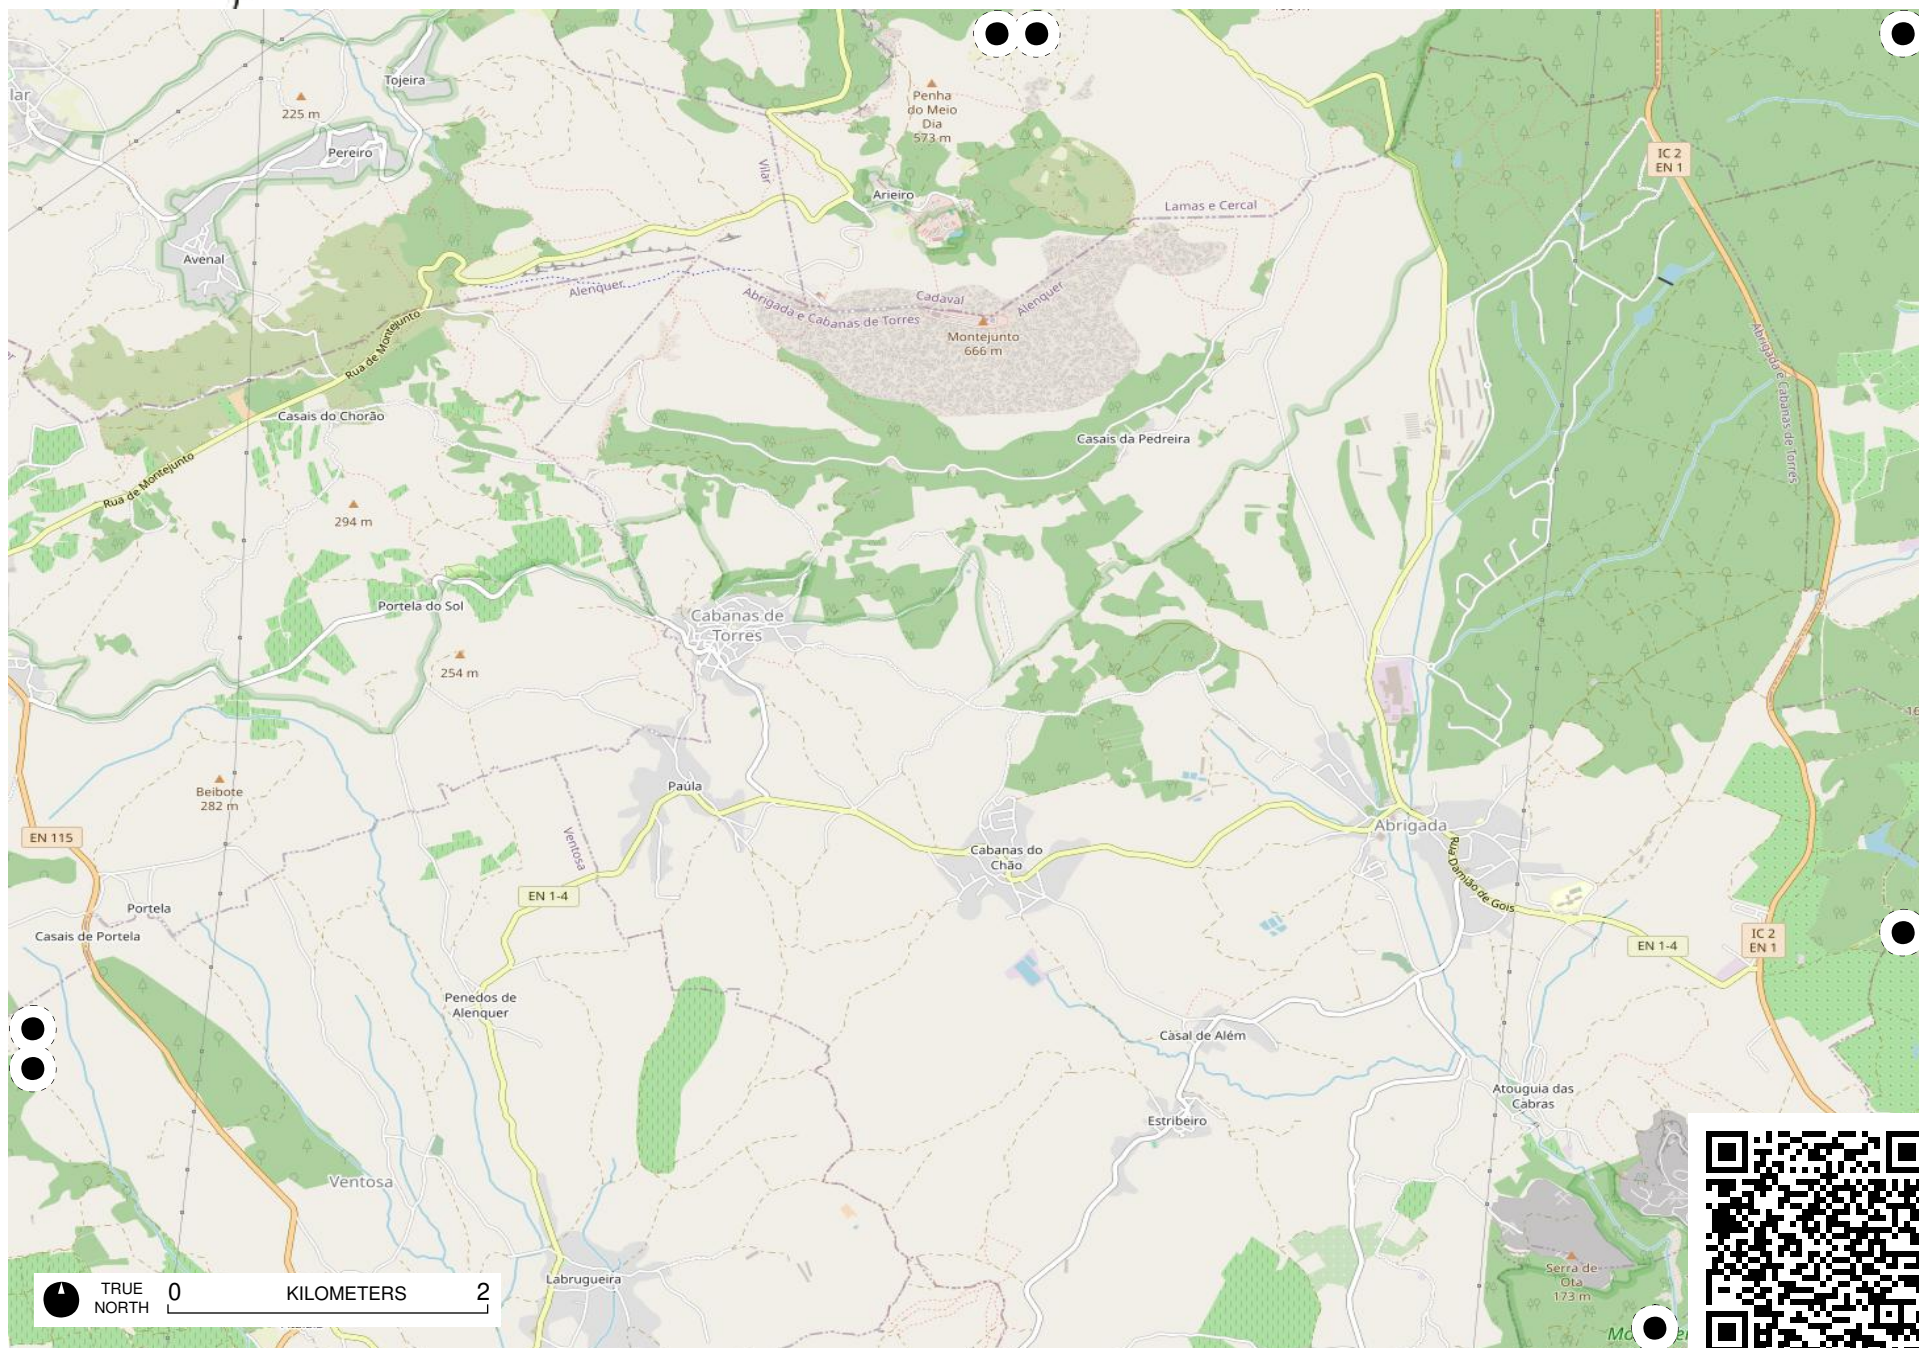 Tojeira
lar
225 m
Pereiro
Penha
do Meio
Dia
573 m
Vilar
IC 2
EN 1
Arieiro
Lamas e Cercal
Avenal
Alenquer
Cadaval
Alenquer
Abrigada e Cabanas de Torres
Montejunto
666 m
Rua de Montejunto
Abrigada e Cabanas de Torres
Casais do Chorão
Casais da Pedreira
Rua de Montejunto
294 m
Portela do Sol
Cabanas de
Torres
254 m
Beibote
282 m
Paúla
EN 115
Ventosa
Abrigada
Rua Damião de Gois
Cabanas do
Chão
EN 1-4
Portela
Casais de Portela
EN 1-4
IC 2
EN 1
Penedos de
Alenquer
Casal de Além
Atouguia das
Cabras
Estribeiro
Ventosa
Serra de
Ota
173 m
Labrugueira
TRUE
NORTH
0 KILOMETERS 2